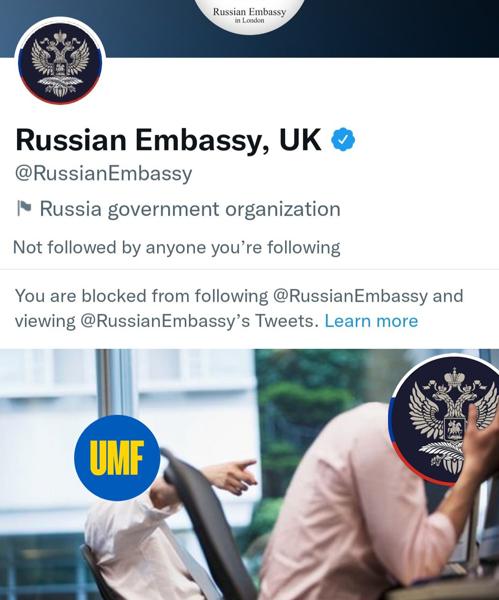 Russian Embassy
in London
Russian Embassy, UK
@RussianEmbassy
Russia government organization
Not followed by anyone you’re following
You are blocked from following @RussianEmbassy and
viewing @RussianEmbassy’s Tweets. Learn more
UMF